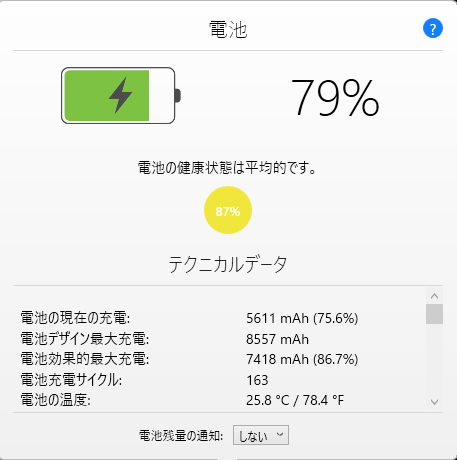 電池
?
79%
電池の健康状態は平均的です。
87%
テクニカルデータ
電池の現在の充電: 5611 mAh (75.6%)
電池デザイン最大充電: 8557 mAh
電池効果的最大充電: 7418 mAh (86.7%)
電池充電サイクル: 163
電池の温度: 25.8 °C / 78.4 °F
電池残量の通知: しない